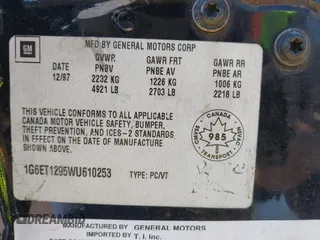 GM
MFD BY GENERAL MOTORS CORP
GVWR GAWR FRT GAWR RR
12/97 PNBV PNBE AV PNBE AR
2232 KG 1226 KG 1006 KG
4921 LB 2703 LB 2218 LB
THIS VEHICLE CONFORMS TO ALL APPLICABLE
CANADA MOTOR VEHICLE SAFETY, BUMPER,
THEFT PREVENTION, AND ICES-2 STANDARDS
IN EFFECT ON THE DATE OF MANUFACTURE
FROM SHOWN ABOVE.
CANADA
985
TRANSPORT
1G6ET1295WU610253 TYPE: PC/VT
MANUFACTURED BY GENERAL MOTORS
IMPORTED BY T. I. Inc.